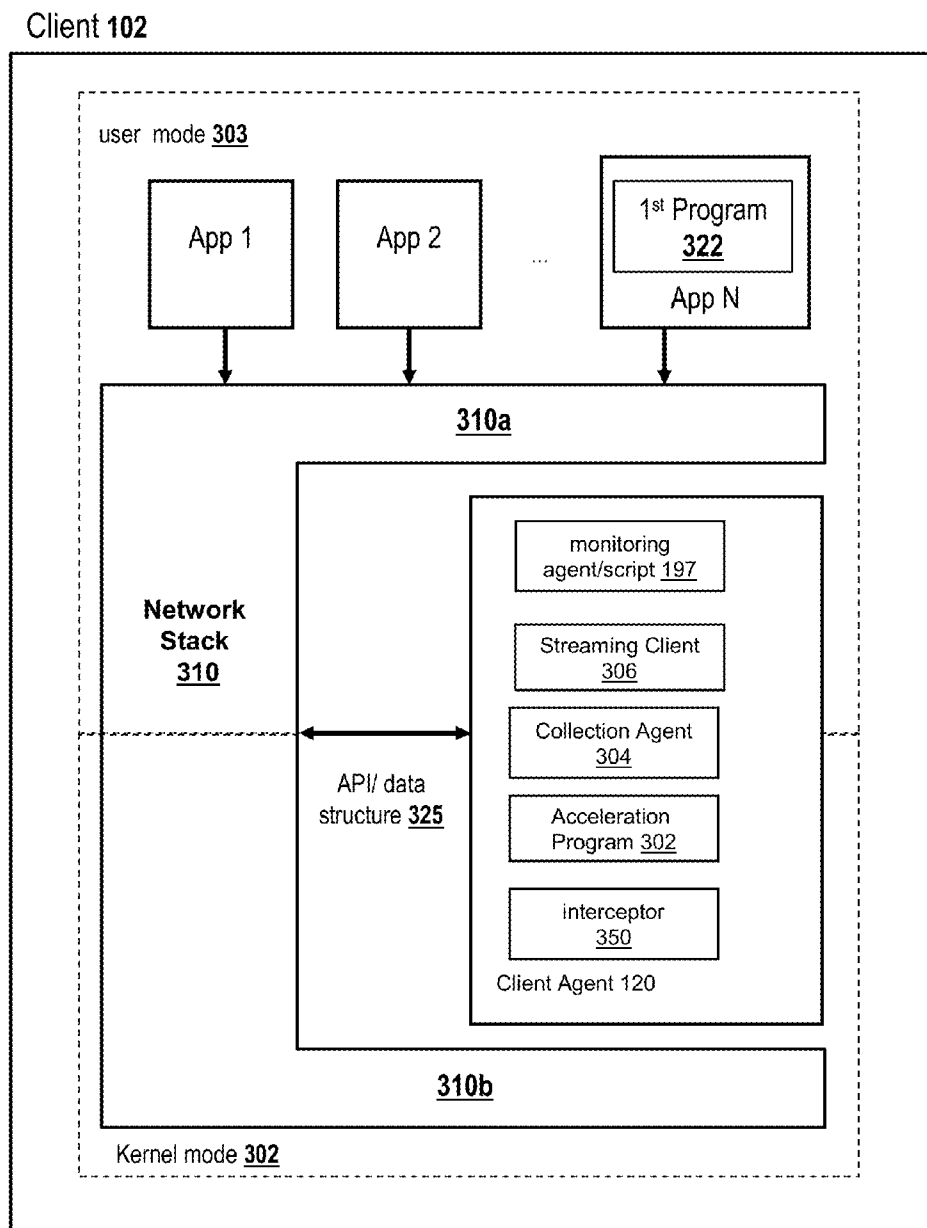 Client 102
user mode 303
App 1
App 2
...
1st Program
322
App N
310a
Network
Stack
310
monitoring
agent/script 197
Streaming Client
306
Collection Agent
304
API/ data
structure 325
Acceleration
Program 302
interceptor
350
Client Agent 120
310b
Kernel mode 302